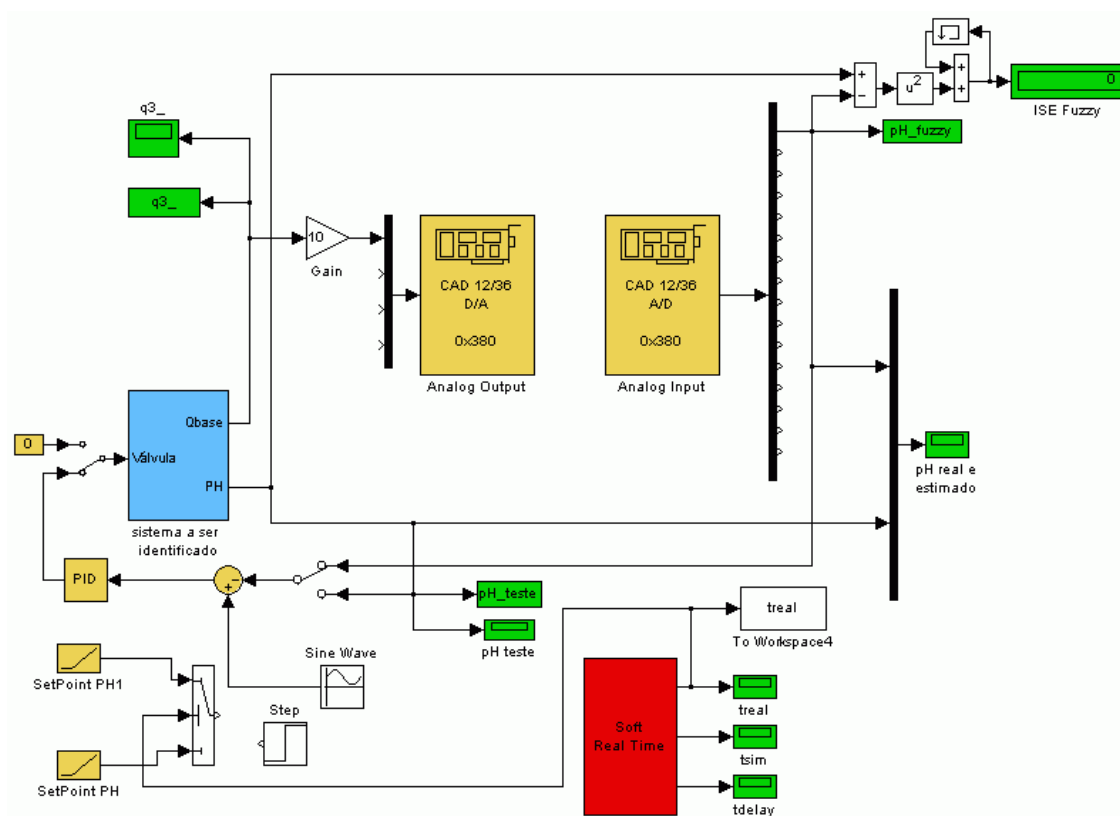 +
+
+
−
u²
0
ISE Fuzzy
q3_
pH_fuzzy
q3_
10
Gain
CAD 12/36
D/A
0x380
Analog Output
CAD 12/36
A/D
0x380
Analog Input
Qbase
0
Válvula
PH
sistema a ser
identificado
pH real e
estimado
PID
−
+
pH_teste
pH teste
treal
To Workspace4
Sine Wave
SetPoint PH1
Step
Soft
Real Time
treal
tsim
tdelay
SetPoint PH